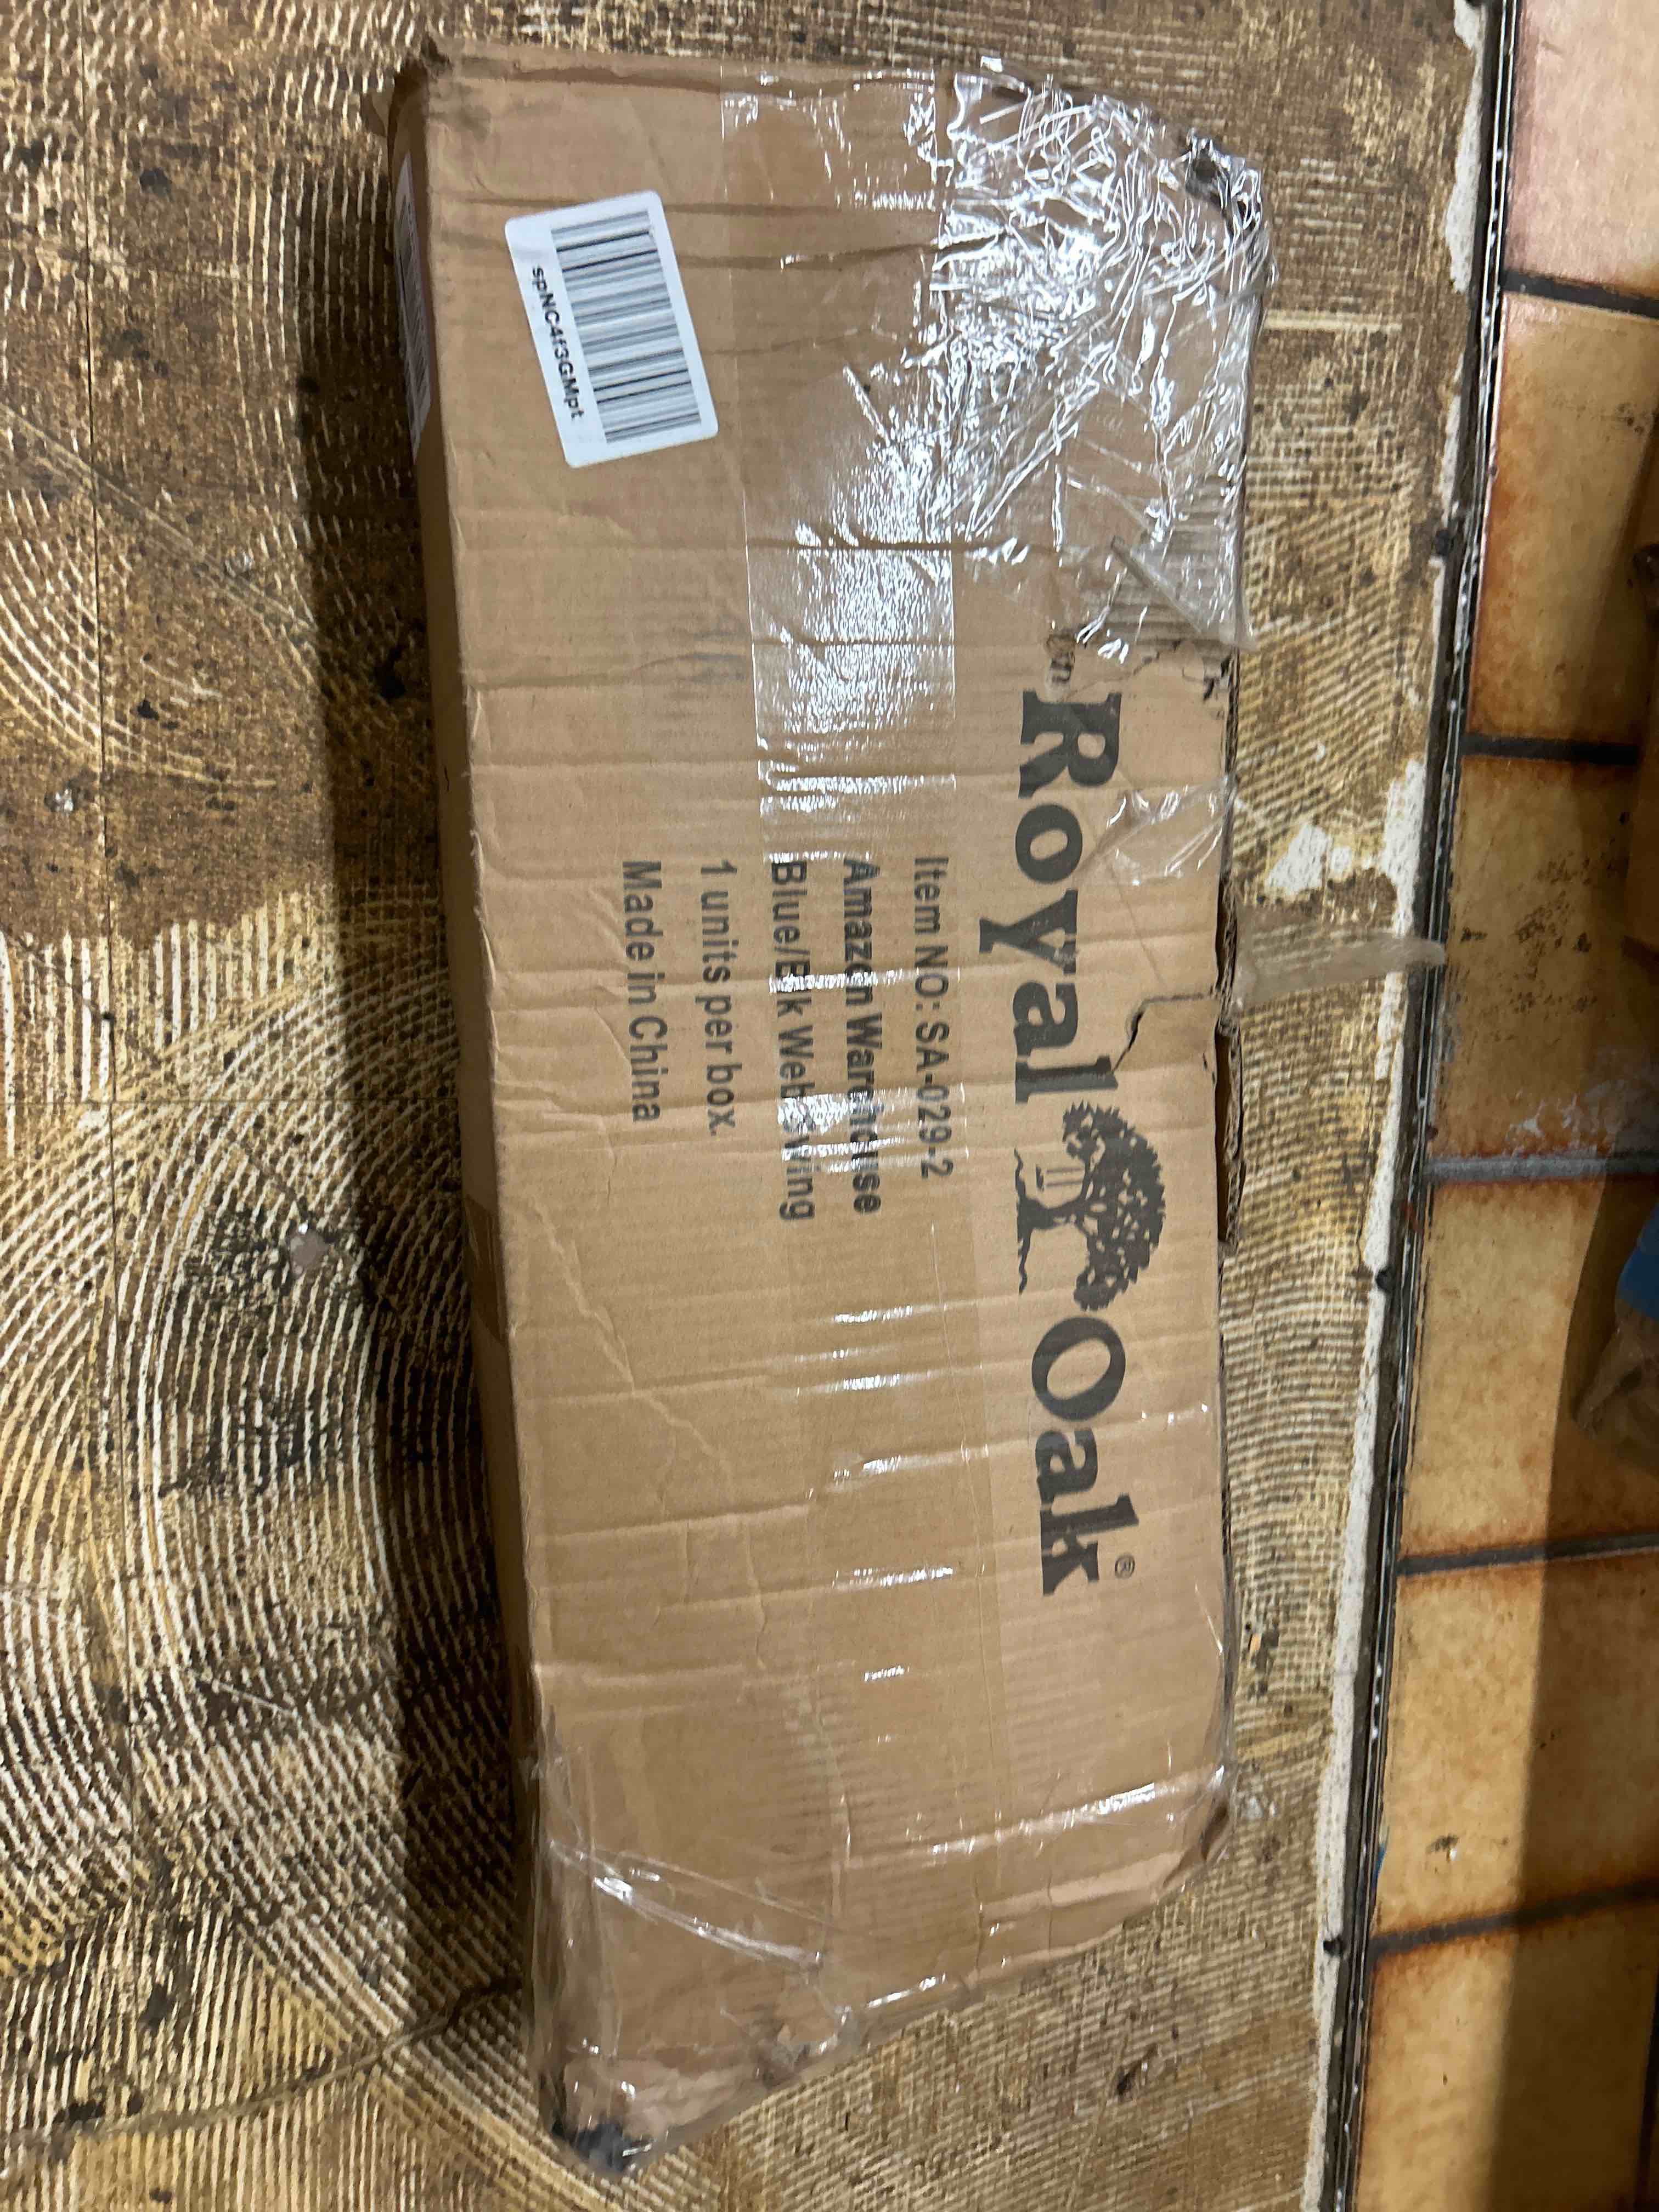 Royal Oak®
Item NO: SA-029-2
Amazon Warehouse
Blue/Blk Web Swing
1 units per box.
Made in China
spNC4f3GMpt